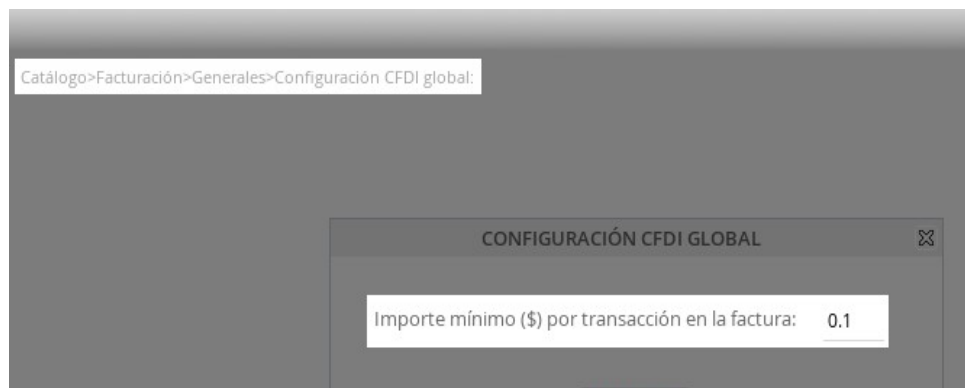 Catálogo>Facturación>Generales>Configuración CFDI global:
CONFIGURACIÓN CFDI GLOBAL
Importe mínimo ($) por transacción en la factura: 0.1